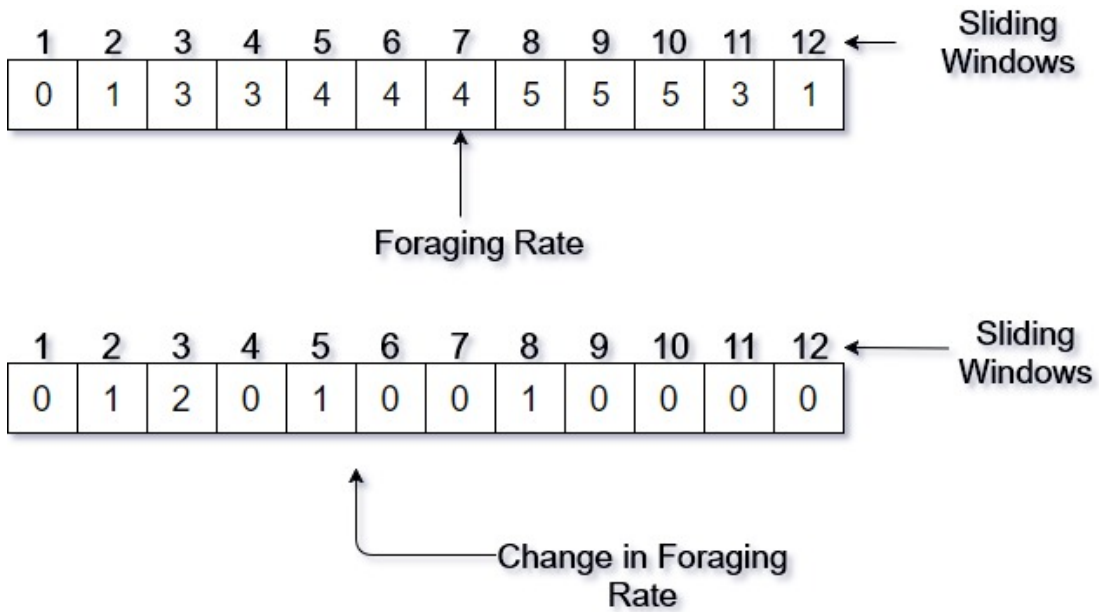 1 2 3 4 5 6 7 8 9 10 11 12
Sliding
Windows
0 1 3 3 4 4 4 5 5 5 3 1
Foraging Rate
1 2 3 4 5 6 7 8 9 10 11 12
Sliding
Windows
0 1 2 0 1 0 0 1 0 0 0 0
Change in Foraging
Rate